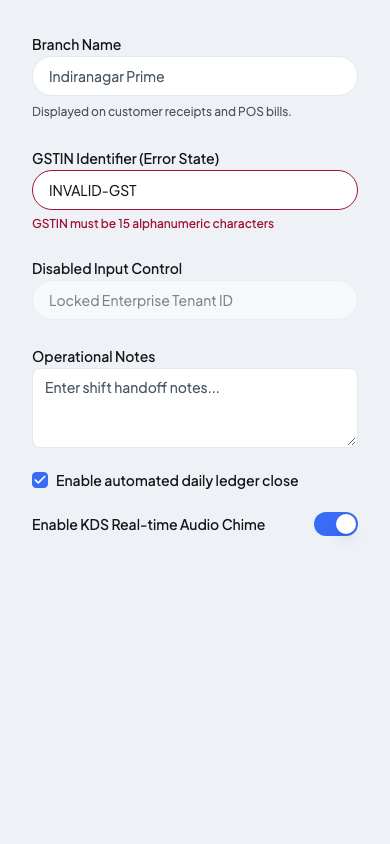 Branch Name
Indiranagar Prime
Displayed on customer receipts and POS bills.
GSTIN Identifier (Error State)
INVALID-GST
GSTIN must be 15 alphanumeric characters
Disabled Input Control
Locked Enterprise Tenant ID
Operational Notes
Enter shift handoff notes...
Enable automated daily ledger close
Enable KDS Real-time Audio Chime